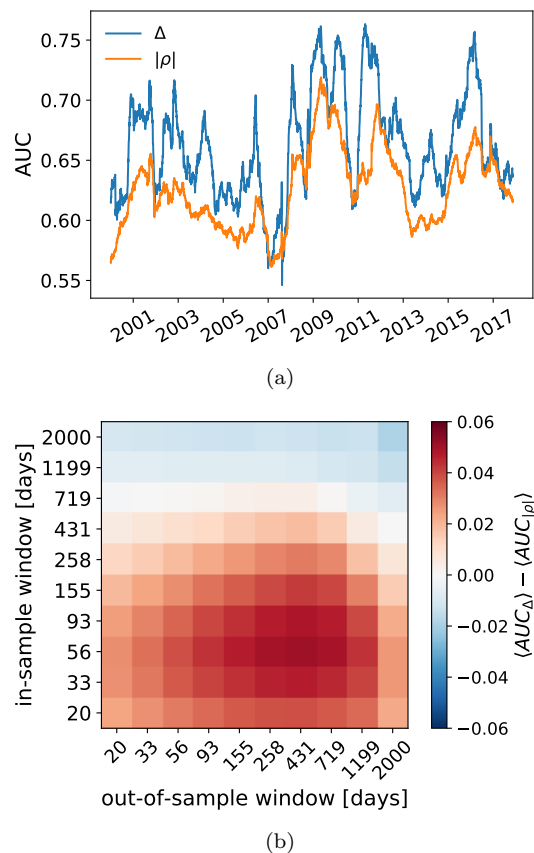 0.75
0.70
0.65
0.60
0.55
AUC
Δ
|ρ|
2001 2003 2005 2007 2009 2011 2013 2015 2017
(a)
in-sample window [days]
2000
1199
719
431
258
155
93
56
33
20
20 33 56 93 155 258 431 719 1199 2000
out-of-sample window [days]
0.06
0.04
0.02
0.00
−0.02
−0.04
−0.06
⟨AUC_Δ⟩ − ⟨AUC_|ρ|⟩
(b)